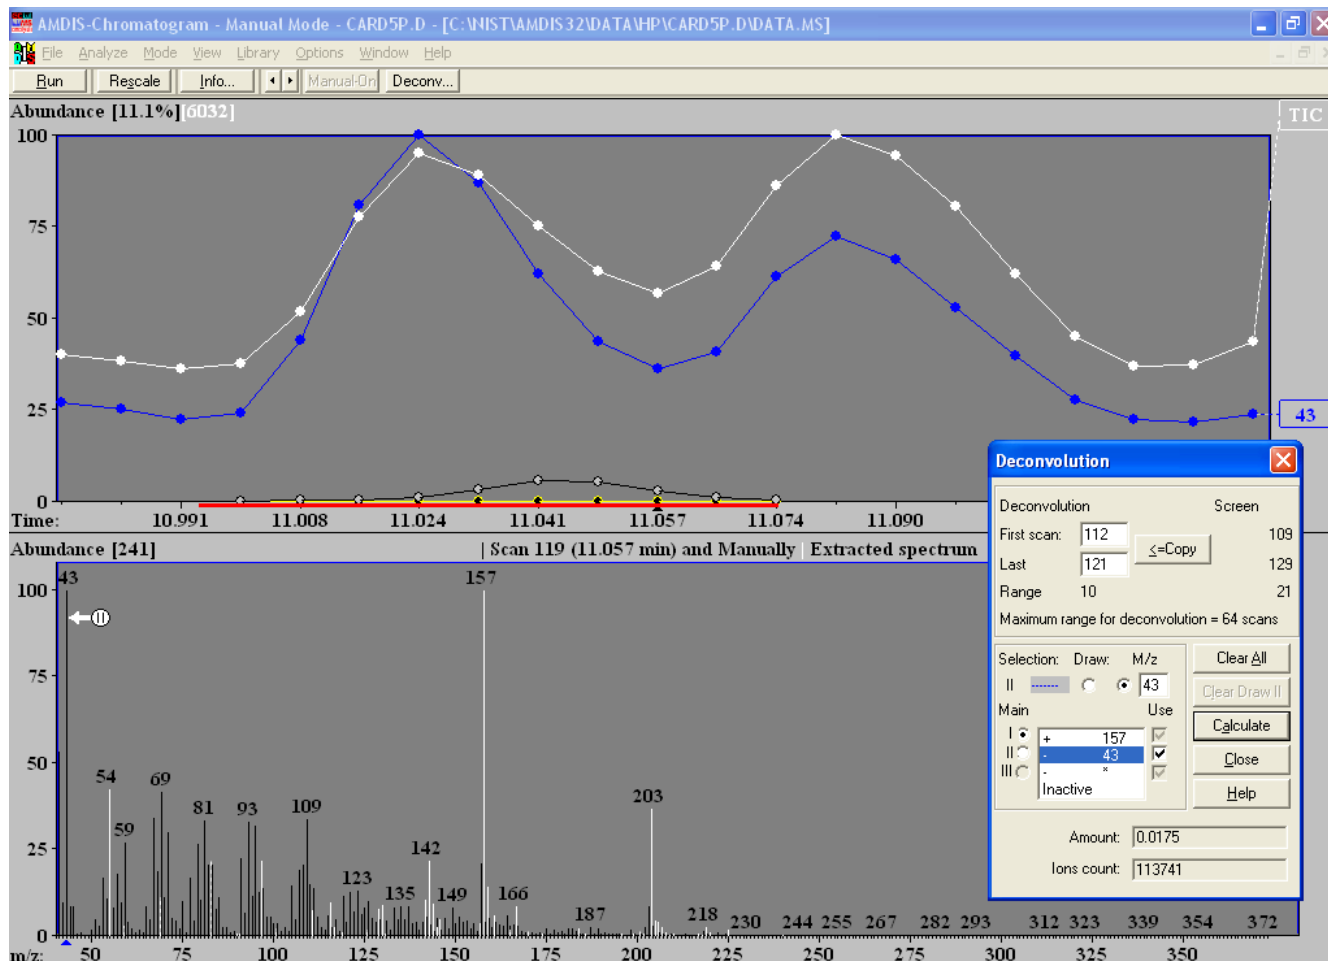 AMDIS-Chromatogram - Manual Mode - CARD5P.D - [C:\NIST\AMDIS32\DATA\HP\CARD5P.D\DATA.MS]
File Analyze Mode View Library Options Window Help
Run Rescale Info... Manual-On Deconv...
Abundance [11.1%][6032]
TIC
100
75
50
25
43
0
Time: 10.991 11.008 11.024 11.041 11.057 11.074 11.090
Abundance [241] | Scan 119 (11.057 min) and Manually | Extracted spectrum
43 157
100
II
75
50
54 69 81 93 109 203
59
25
142
123 135 149 166 187 218 230 244 255 267 282 293 312 323 339 354 372
0
m/z: 50 75 100 125 150 175 200 225 250 275 300 325 350
Deconvolution
Deconvolution Screen
First scan: 112 <=Copy 109
Last 121 129
Range 10 21
Maximum range for deconvolution = 64 scans
Selection: Draw: M/z Clear All
II ------- 43 Clear Draw II
Main Use
I + 157 Calculate
II - 43 Close
III - *
Inactive Help
Amount: 0.0175
Ions count: 113741